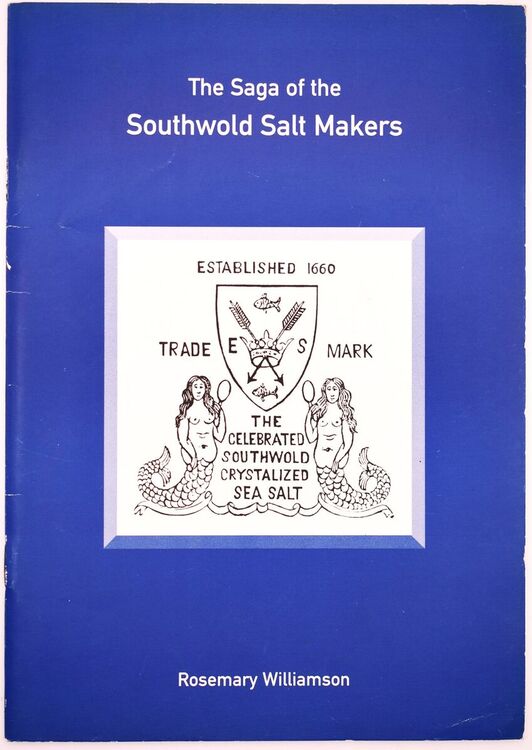 The Saga of the
Southwold Salt Makers
ESTABLISHED 1660
TRADE E S MARK
THE
CELEBRATED
SOUTHWOLD
CRYSTALIZED
SEA SALT
Rosemary Williamson